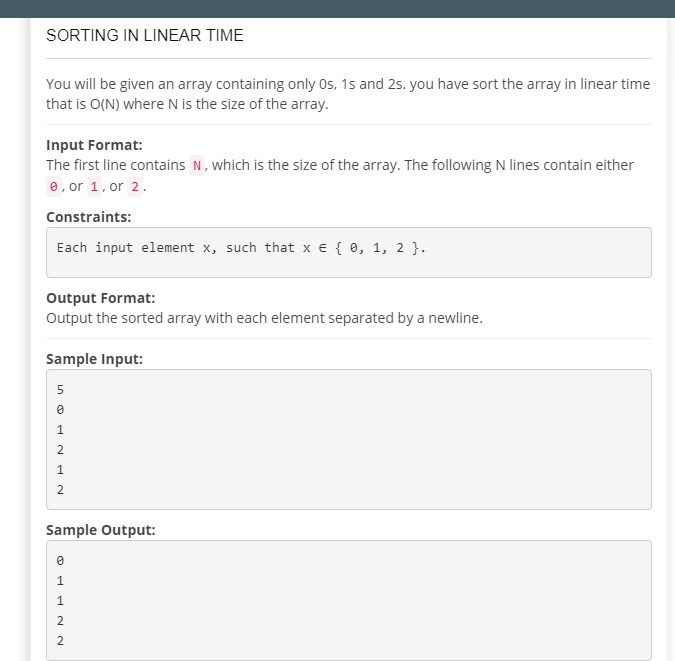 SORTING IN LINEAR TIME
You will be given an array containing only 0s, 1s and 2s. you have sort the array in linear time
that is O(N) where N is the size of the array.
Input Format:
The first line contains N, which is the size of the array. The following N lines contain either
0, or 1, or 2.
Constraints:
Each input element x, such that x ∈ { 0, 1, 2 }.
Output Format:
Output the sorted array with each element separated by a newline.
Sample Input:
5
0
1
2
1
2
Sample Output:
0
1
1
2
2